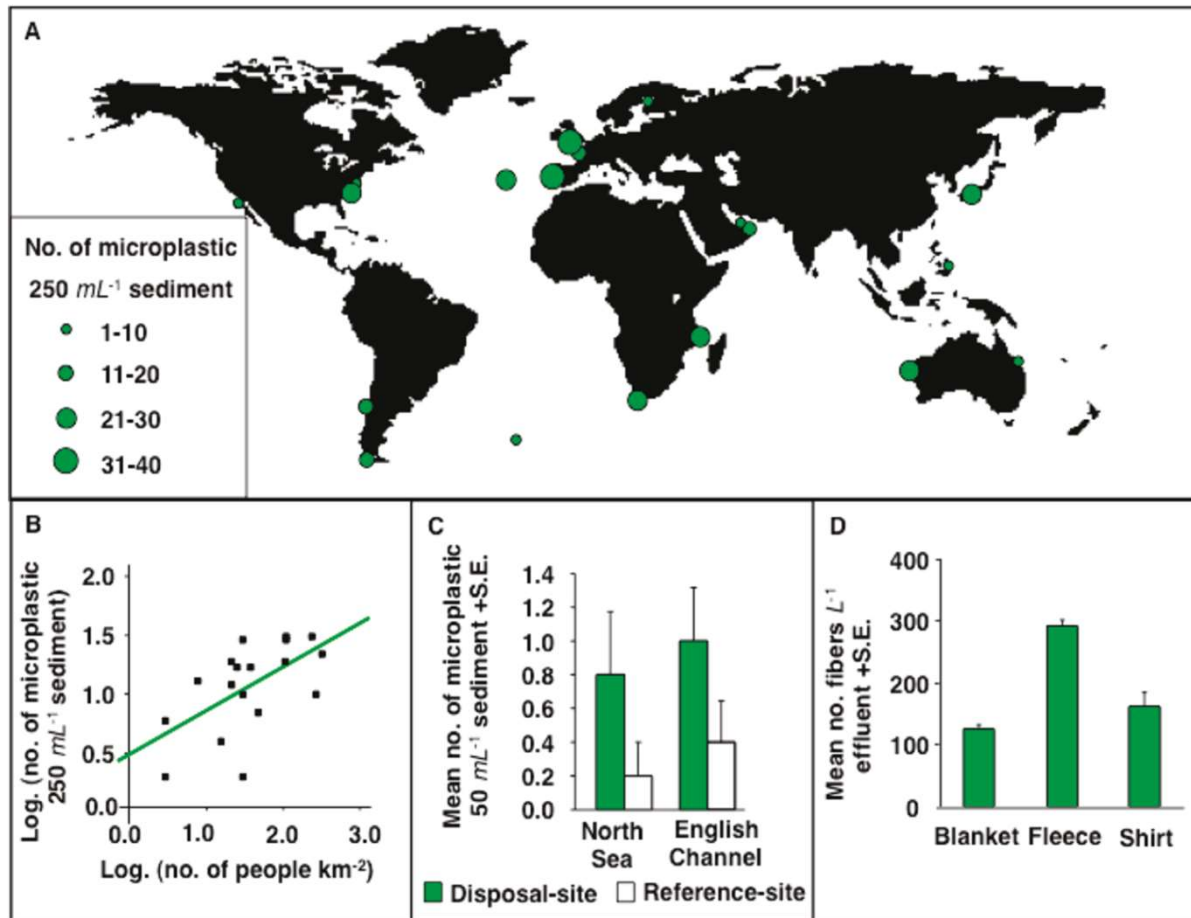 A
No. of microplastic
250 mL⁻¹ sediment
1-10
11-20
21-30
31-40
B
Log. (no. of microplastic
250 mL⁻¹ sediment)
2.0
1.5
1.0
0.5
0.0
0.0 1.0 2.0 3.0
Log. (no. of people km⁻²)
C
Mean no. of microplastic
50 mL⁻¹ sediment +S.E.
1.4
1.2
1.0
0.8
0.6
0.4
0.2
0.0
North English
Sea Channel
Disposal-site Reference-site
D
Mean no. fibers L⁻¹
effluent +S.E.
400
300
200
100
0
Blanket Fleece Shirt